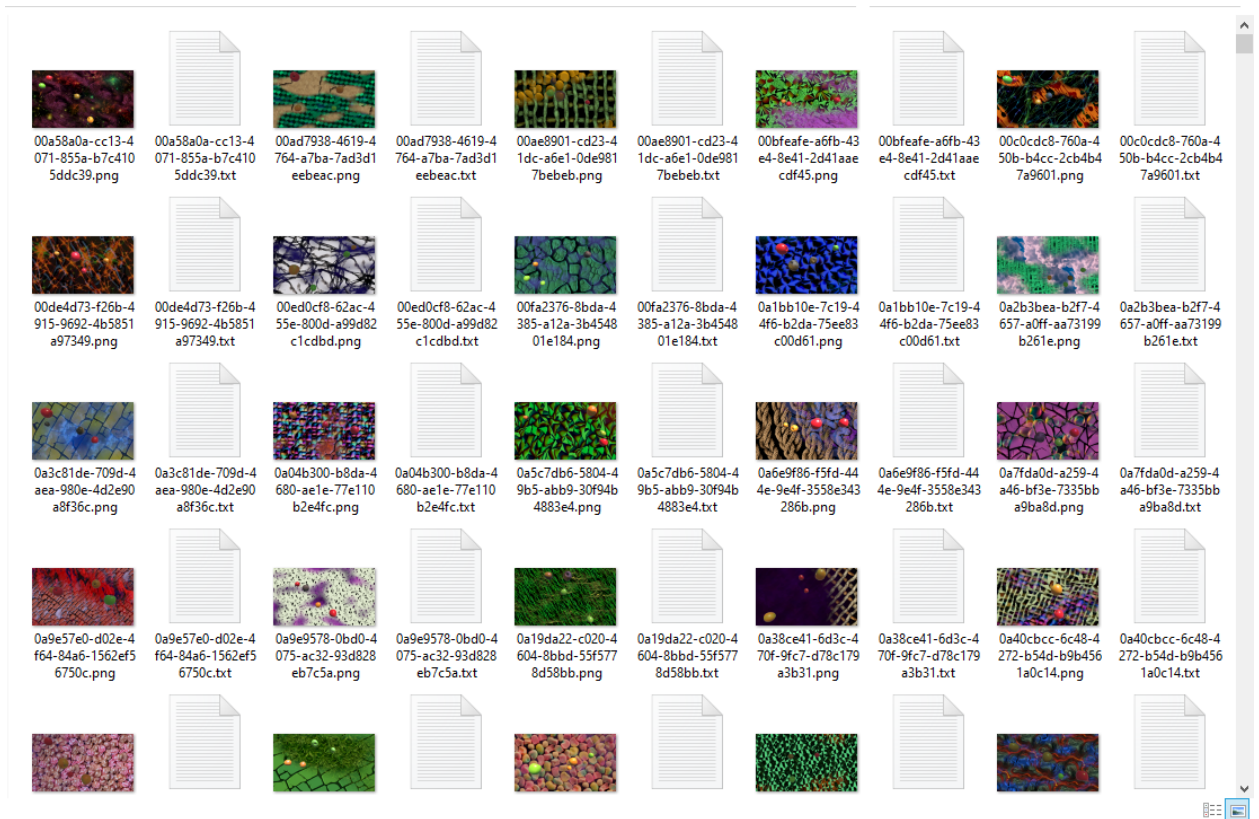 00a58a0a-cc13-4
071-855a-b7c410
5ddc39.png
00a58a0a-cc13-4
071-855a-b7c410
5ddc39.txt
00ad7938-4619-4
764-a7ba-7ad3d1
eebeac.png
00ad7938-4619-4
764-a7ba-7ad3d1
eebeac.txt
00ae8901-cd23-4
1dc-a6e1-0de981
7bebeb.png
00ae8901-cd23-4
1dc-a6e1-0de981
7bebeb.txt
00bfeafe-a6fb-43
e4-8e41-2d41aae
cdf45.png
00bfeafe-a6fb-43
e4-8e41-2d41aae
cdf45.txt
00c0cdc8-760a-4
50b-b4cc-2cb4b4
7a9601.png
00c0cdc8-760a-4
50b-b4cc-2cb4b4
7a9601.txt
00de4d73-f26b-4
915-9692-4b5851
a97349.png
00de4d73-f26b-4
915-9692-4b5851
a97349.txt
00ed0cf8-62ac-4
55e-800d-a99d82
c1cdbd.png
00ed0cf8-62ac-4
55e-800d-a99d82
c1cdbd.txt
00fa2376-8bda-4
385-a12a-3b4548
01e184.png
00fa2376-8bda-4
385-a12a-3b4548
01e184.txt
0a1bb10e-7c19-4
4f6-b2da-75ee83
c00d61.png
0a1bb10e-7c19-4
4f6-b2da-75ee83
c00d61.txt
0a2b3bea-b2f7-4
657-a0ff-aa73199
b261e.png
0a2b3bea-b2f7-4
657-a0ff-aa73199
b261e.txt
0a3c81de-709d-4
aea-980e-4d2e90
a8f36c.png
0a3c81de-709d-4
aea-980e-4d2e90
a8f36c.txt
0a04b300-b8da-4
680-ae1e-77e110
b2e4fc.png
0a04b300-b8da-4
680-ae1e-77e110
b2e4fc.txt
0a5c7db6-5804-4
9b5-abb9-30f94b
4883e4.png
0a5c7db6-5804-4
9b5-abb9-30f94b
4883e4.txt
0a6e9f86-f5fd-44
4e-9e4f-3558e343
286b.png
0a6e9f86-f5fd-44
4e-9e4f-3558e343
286b.txt
0a7fda0d-a259-4
a46-bf3e-7335bb
a9ba8d.png
0a7fda0d-a259-4
a46-bf3e-7335bb
a9ba8d.txt
0a9e57e0-d02e-4
f64-84a6-1562ef5
6750c.png
0a9e57e0-d02e-4
f64-84a6-1562ef5
6750c.txt
0a9e9578-0bd0-4
075-ac32-93d828
eb7c5a.png
0a9e9578-0bd0-4
075-ac32-93d828
eb7c5a.txt
0a19da22-c020-4
604-8bbd-55f577
8d58bb.png
0a19da22-c020-4
604-8bbd-55f577
8d58bb.txt
0a38ce41-6d3c-4
70f-9fc7-d78c179
a3b31.png
0a38ce41-6d3c-4
70f-9fc7-d78c179
a3b31.txt
0a40cbcc-6c48-4
272-b54d-b9b456
1a0c14.png
0a40cbcc-6c48-4
272-b54d-b9b456
1a0c14.txt